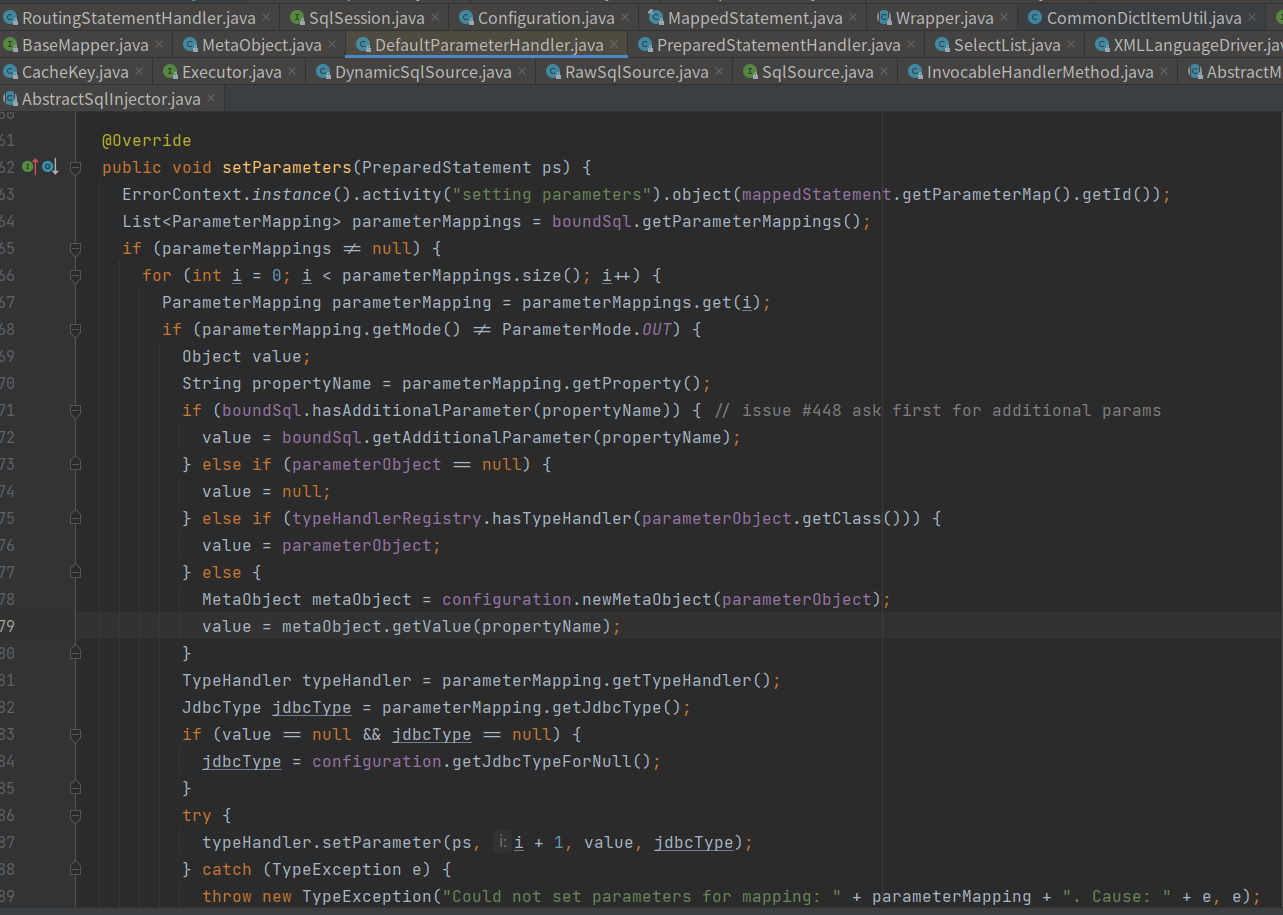 RoutingStatementHandler.java SqlSession.java Configuration.java MappedStatement.java Wrapper.java CommonDictItemUtil.java
BaseMapper.java MetaObject.java DefaultParameterHandler.java PreparedStatementHandler.java SelectList.java XMLLanguageDriver.jav
CacheKey.java Executor.java DynamicSqlSource.java RawSqlSource.java SqlSource.java InvocableHandlerMethod.java AbstractM
AbstractSqlInjector.java
60
61 @Override
62 public void setParameters(PreparedStatement ps) {
63 ErrorContext.instance().activity("setting parameters").object(mappedStatement.getParameterMap().getId());
64 List<ParameterMapping> parameterMappings = boundSql.getParameterMappings();
65 if (parameterMappings ≠ null) {
66 for (int i = 0; i < parameterMappings.size(); i++) {
67 ParameterMapping parameterMapping = parameterMappings.get(i);
68 if (parameterMapping.getMode() ≠ ParameterMode.OUT) {
69 Object value;
70 String propertyName = parameterMapping.getProperty();
71 if (boundSql.hasAdditionalParameter(propertyName)) { // issue #448 ask first for additional params
72 value = boundSql.getAdditionalParameter(propertyName);
73 } else if (parameterObject == null) {
74 value = null;
75 } else if (typeHandlerRegistry.hasTypeHandler(parameterObject.getClass())) {
76 value = parameterObject;
77 } else {
78 MetaObject metaObject = configuration.newMetaObject(parameterObject);
79 value = metaObject.getValue(propertyName);
80 }
81 TypeHandler typeHandler = parameterMapping.getTypeHandler();
82 JdbcType jdbcType = parameterMapping.getJdbcType();
83 if (value == null && jdbcType == null) {
84 jdbcType = configuration.getJdbcTypeForNull();
85 }
86 try {
87 typeHandler.setParameter(ps, i: i + 1, value, jdbcType);
88 } catch (TypeException e) {
89 throw new TypeException("Could not set parameters for mapping: " + parameterMapping + ". Cause: " + e, e);